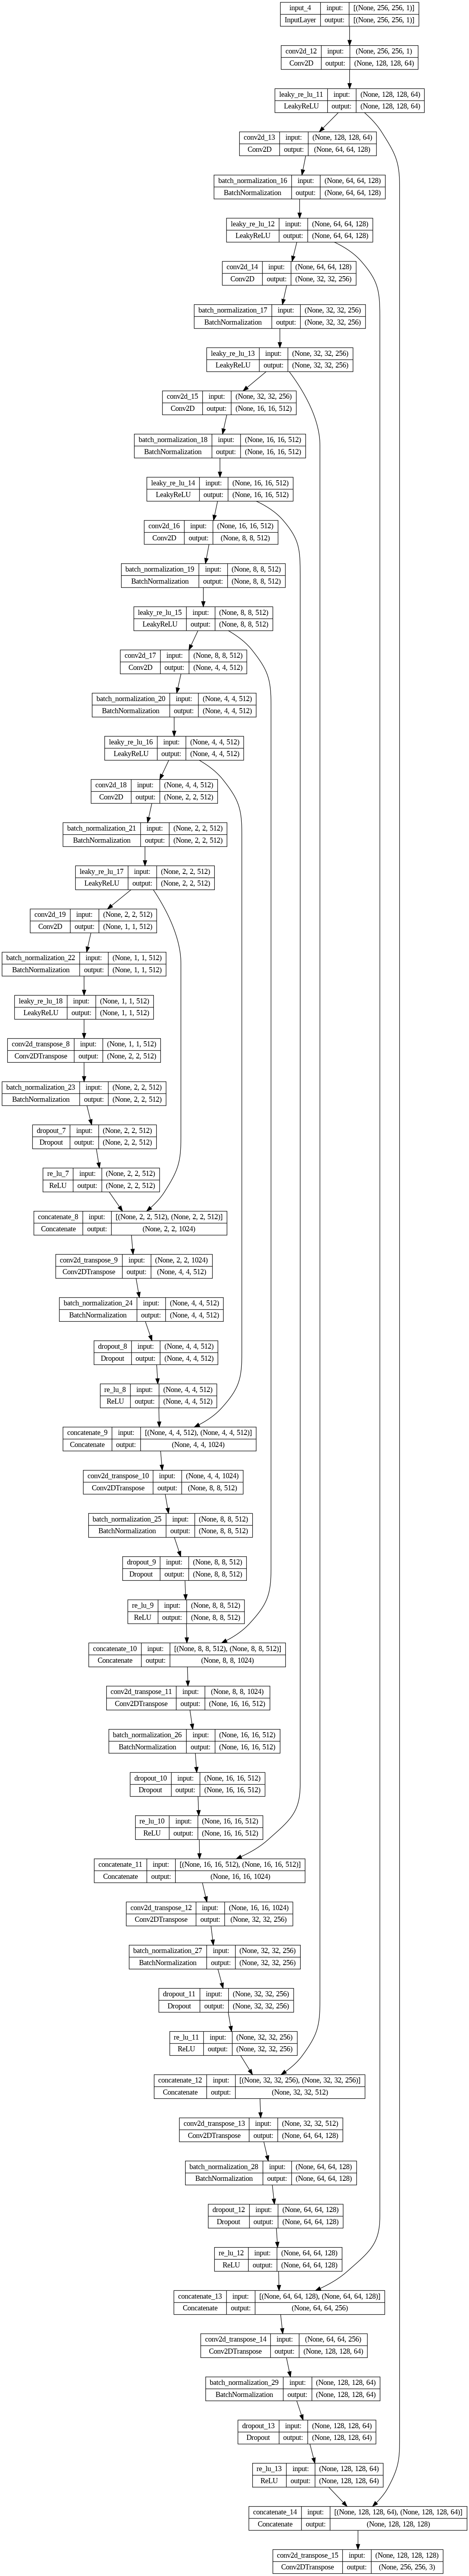 input_4 input: [(None, 256, 256, 1)]
InputLayer output: [(None, 256, 256, 1)]
conv2d_12 input: (None, 256, 256, 1)
Conv2D output: (None, 128, 128, 64)
leaky_re_lu_11 input: (None, 128, 128, 64)
LeakyReLU output: (None, 128, 128, 64)
conv2d_13 input: (None, 128, 128, 64)
Conv2D output: (None, 64, 64, 128)
batch_normalization_16 input: (None, 64, 64, 128)
BatchNormalization output: (None, 64, 64, 128)
leaky_re_lu_12 input: (None, 64, 64, 128)
LeakyReLU output: (None, 64, 64, 128)
conv2d_14 input: (None, 64, 64, 128)
Conv2D output: (None, 32, 32, 256)
batch_normalization_17 input: (None, 32, 32, 256)
BatchNormalization output: (None, 32, 32, 256)
leaky_re_lu_13 input: (None, 32, 32, 256)
LeakyReLU output: (None, 32, 32, 256)
conv2d_15 input: (None, 32, 32, 256)
Conv2D output: (None, 16, 16, 512)
batch_normalization_18 input: (None, 16, 16, 512)
BatchNormalization output: (None, 16, 16, 512)
leaky_re_lu_14 input: (None, 16, 16, 512)
LeakyReLU output: (None, 16, 16, 512)
conv2d_16 input: (None, 16, 16, 512)
Conv2D output: (None, 8, 8, 512)
batch_normalization_19 input: (None, 8, 8, 512)
BatchNormalization output: (None, 8, 8, 512)
leaky_re_lu_15 input: (None, 8, 8, 512)
LeakyReLU output: (None, 8, 8, 512)
conv2d_17 input: (None, 8, 8, 512)
Conv2D output: (None, 4, 4, 512)
batch_normalization_20 input: (None, 4, 4, 512)
BatchNormalization output: (None, 4, 4, 512)
leaky_re_lu_16 input: (None, 4, 4, 512)
LeakyReLU output: (None, 4, 4, 512)
conv2d_18 input: (None, 4, 4, 512)
Conv2D output: (None, 2, 2, 512)
batch_normalization_21 input: (None, 2, 2, 512)
BatchNormalization output: (None, 2, 2, 512)
leaky_re_lu_17 input: (None, 2, 2, 512)
LeakyReLU output: (None, 2, 2, 512)
conv2d_19 input: (None, 2, 2, 512)
Conv2D output: (None, 1, 1, 512)
batch_normalization_22 input: (None, 1, 1, 512)
BatchNormalization output: (None, 1, 1, 512)
leaky_re_lu_18 input: (None, 1, 1, 512)
LeakyReLU output: (None, 1, 1, 512)
conv2d_transpose_8 input: (None, 1, 1, 512)
Conv2DTranspose output: (None, 2, 2, 512)
batch_normalization_23 input: (None, 2, 2, 512)
BatchNormalization output: (None, 2, 2, 512)
dropout_7 input: (None, 2, 2, 512)
Dropout output: (None, 2, 2, 512)
re_lu_7 input: (None, 2, 2, 512)
ReLU output: (None, 2, 2, 512)
concatenate_8 input: [(None, 2, 2, 512), (None, 2, 2, 512)]
Concatenate output: (None, 2, 2, 1024)
conv2d_transpose_9 input: (None, 2, 2, 1024)
Conv2DTranspose output: (None, 4, 4, 512)
batch_normalization_24 input: (None, 4, 4, 512)
BatchNormalization output: (None, 4, 4, 512)
dropout_8 input: (None, 4, 4, 512)
Dropout output: (None, 4, 4, 512)
re_lu_8 input: (None, 4, 4, 512)
ReLU output: (None, 4, 4, 512)
concatenate_9 input: [(None, 4, 4, 512), (None, 4, 4, 512)]
Concatenate output: (None, 4, 4, 1024)
conv2d_transpose_10 input: (None, 4, 4, 1024)
Conv2DTranspose output: (None, 8, 8, 512)
batch_normalization_25 input: (None, 8, 8, 512)
BatchNormalization output: (None, 8, 8, 512)
dropout_9 input: (None, 8, 8, 512)
Dropout output: (None, 8, 8, 512)
re_lu_9 input: (None, 8, 8, 512)
ReLU output: (None, 8, 8, 512)
concatenate_10 input: [(None, 8, 8, 512), (None, 8, 8, 512)]
Concatenate output: (None, 8, 8, 1024)
conv2d_transpose_11 input: (None, 8, 8, 1024)
Conv2DTranspose output: (None, 16, 16, 512)
batch_normalization_26 input: (None, 16, 16, 512)
BatchNormalization output: (None, 16, 16, 512)
dropout_10 input: (None, 16, 16, 512)
Dropout output: (None, 16, 16, 512)
re_lu_10 input: (None, 16, 16, 512)
ReLU output: (None, 16, 16, 512)
concatenate_11 input: [(None, 16, 16, 512), (None, 16, 16, 512)]
Concatenate output: (None, 16, 16, 1024)
conv2d_transpose_12 input: (None, 16, 16, 1024)
Conv2DTranspose output: (None, 32, 32, 256)
batch_normalization_27 input: (None, 32, 32, 256)
BatchNormalization output: (None, 32, 32, 256)
dropout_11 input: (None, 32, 32, 256)
Dropout output: (None, 32, 32, 256)
re_lu_11 input: (None, 32, 32, 256)
ReLU output: (None, 32, 32, 256)
concatenate_12 input: [(None, 32, 32, 256), (None, 32, 32, 256)]
Concatenate output: (None, 32, 32, 512)
conv2d_transpose_13 input: (None, 32, 32, 512)
Conv2DTranspose output: (None, 64, 64, 128)
batch_normalization_28 input: (None, 64, 64, 128)
BatchNormalization output: (None, 64, 64, 128)
dropout_12 input: (None, 64, 64, 128)
Dropout output: (None, 64, 64, 128)
re_lu_12 input: (None, 64, 64, 128)
ReLU output: (None, 64, 64, 128)
concatenate_13 input: [(None, 64, 64, 128), (None, 64, 64, 128)]
Concatenate output: (None, 64, 64, 256)
conv2d_transpose_14 input: (None, 64, 64, 256)
Conv2DTranspose output: (None, 128, 128, 64)
batch_normalization_29 input: (None, 128, 128, 64)
BatchNormalization output: (None, 128, 128, 64)
dropout_13 input: (None, 128, 128, 64)
Dropout output: (None, 128, 128, 64)
re_lu_13 input: (None, 128, 128, 64)
ReLU output: (None, 128, 128, 64)
concatenate_14 input: [(None, 128, 128, 64), (None, 128, 128, 64)]
Concatenate output: (None, 128, 128, 128)
conv2d_transpose_15 input: (None, 128, 128, 128)
Conv2DTranspose output: (None, 256, 256, 3)